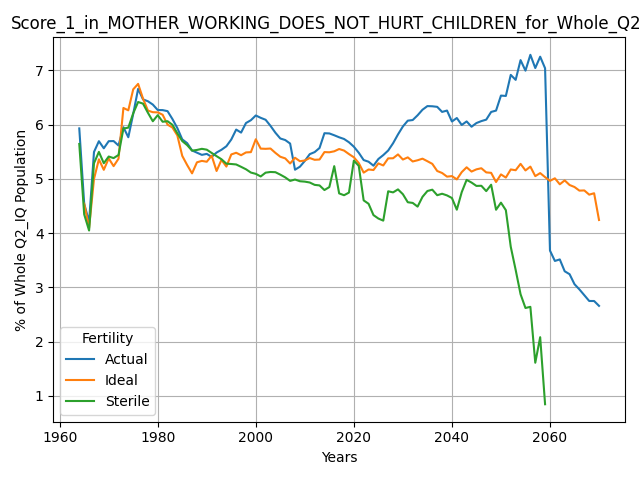 Score_1_in_MOTHER_WORKING_DOES_NOT_HURT_CHILDREN_for_Whole_Q2
% of Whole Q2_IQ Population
7
6
5
4
3
2
1
Fertility
Actual
Ideal
Sterile
1960 1980 2000 2020 2040 2060
Years